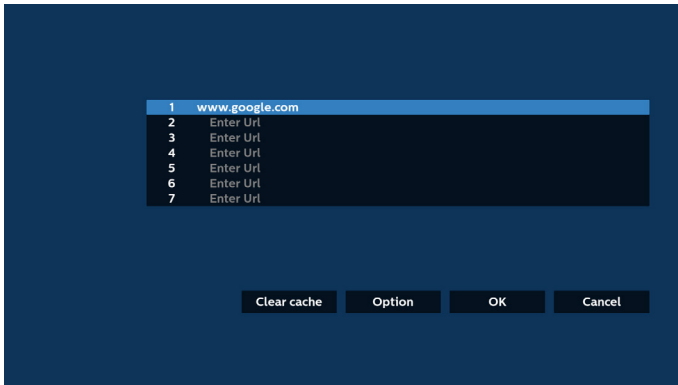 1 www.google.com
2 Enter Url
3 Enter Url
4 Enter Url
5 Enter Url
6 Enter Url
7 Enter Url
Clear cache Option OK Cancel